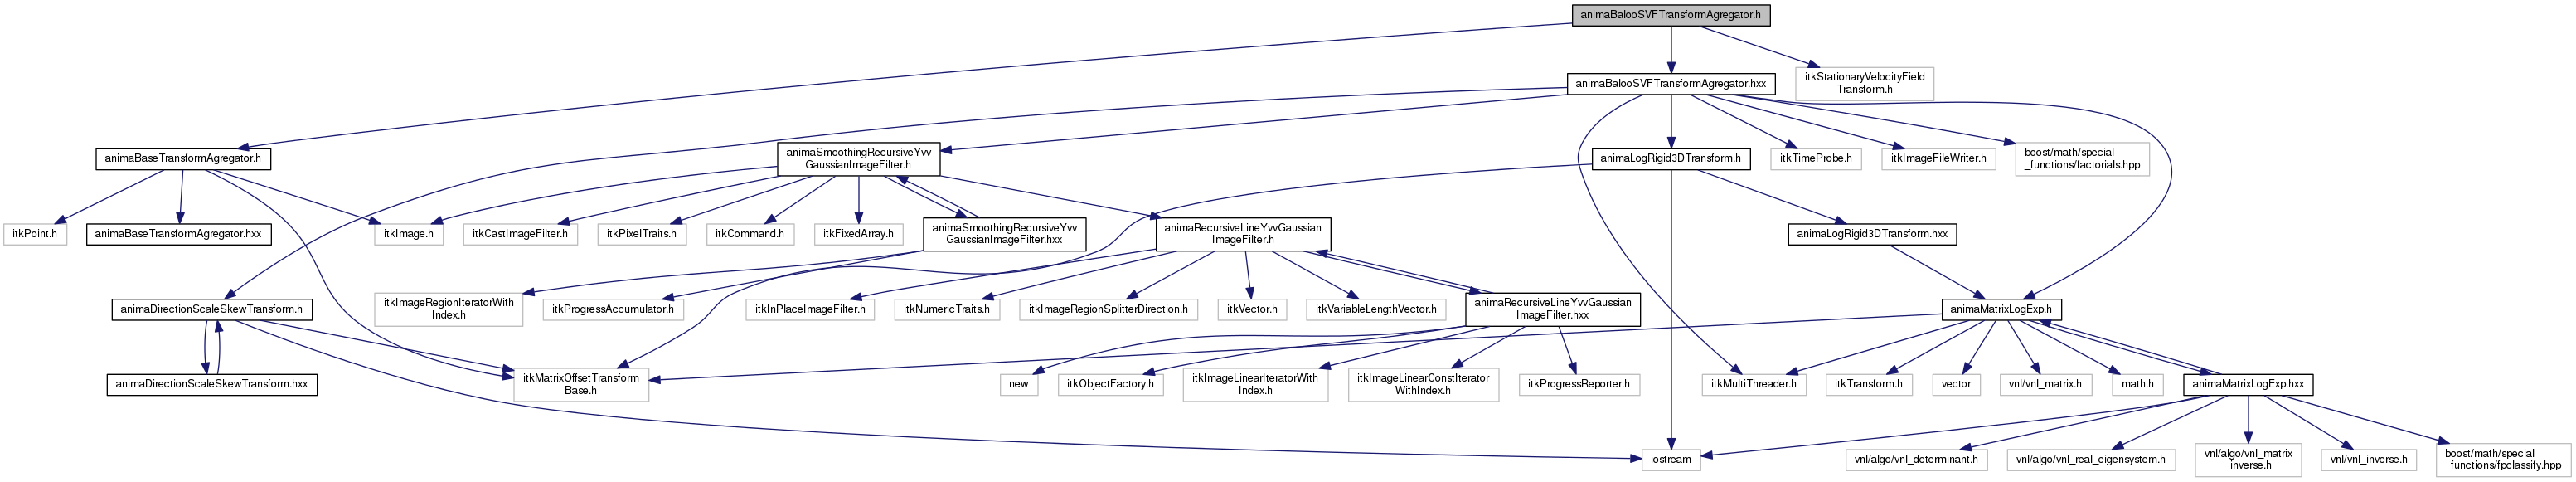 animaBalooSVFTransformAgregator.h
itkStationaryVelocityField
Transform.h
animaBalooSVFTransformAgregator.hxx
animaBaseTransformAgregator.h
animaSmoothingRecursiveYvv
GaussianImageFilter.h
animaLogRigid3DTransform.h
itkTimeProbe.h
itkImageFileWriter.h
boost/math/special
_functions/factorials.hpp
itkPoint.h
animaBaseTransformAgregator.hxx
itkImage.h
itkCastImageFilter.h
itkPixelTraits.h
itkCommand.h
itkFixedArray.h
animaSmoothingRecursiveYvv
GaussianImageFilter.hxx
animaRecursiveLineYvvGaussian
ImageFilter.h
animaLogRigid3DTransform.hxx
animaDirectionScaleSkewTransform.h
itkImageRegionIteratorWith
Index.h
itkProgressAccumulator.h
itkInPlaceImageFilter.h
itkNumericTraits.h
itkImageRegionSplitterDirection.h
itkVector.h
itkVariableLengthVector.h
animaRecursiveLineYvvGaussian
ImageFilter.hxx
animaMatrixLogExp.h
animaDirectionScaleSkewTransform.hxx
itkMatrixOffsetTransform
Base.h
new
itkObjectFactory.h
itkImageLinearIteratorWith
Index.h
itkImageLinearConstIterator
WithIndex.h
itkProgressReporter.h
itkMultiThreader.h
itkTransform.h
vector
vnl/vnl_matrix.h
math.h
animaMatrixLogExp.hxx
iostream
vnl/algo/vnl_determinant.h
vnl/algo/vnl_real_eigensystem.h
vnl/algo/vnl_matrix
_inverse.h
vnl/vnl_inverse.h
boost/math/special
_functions/fpclassify.hpp